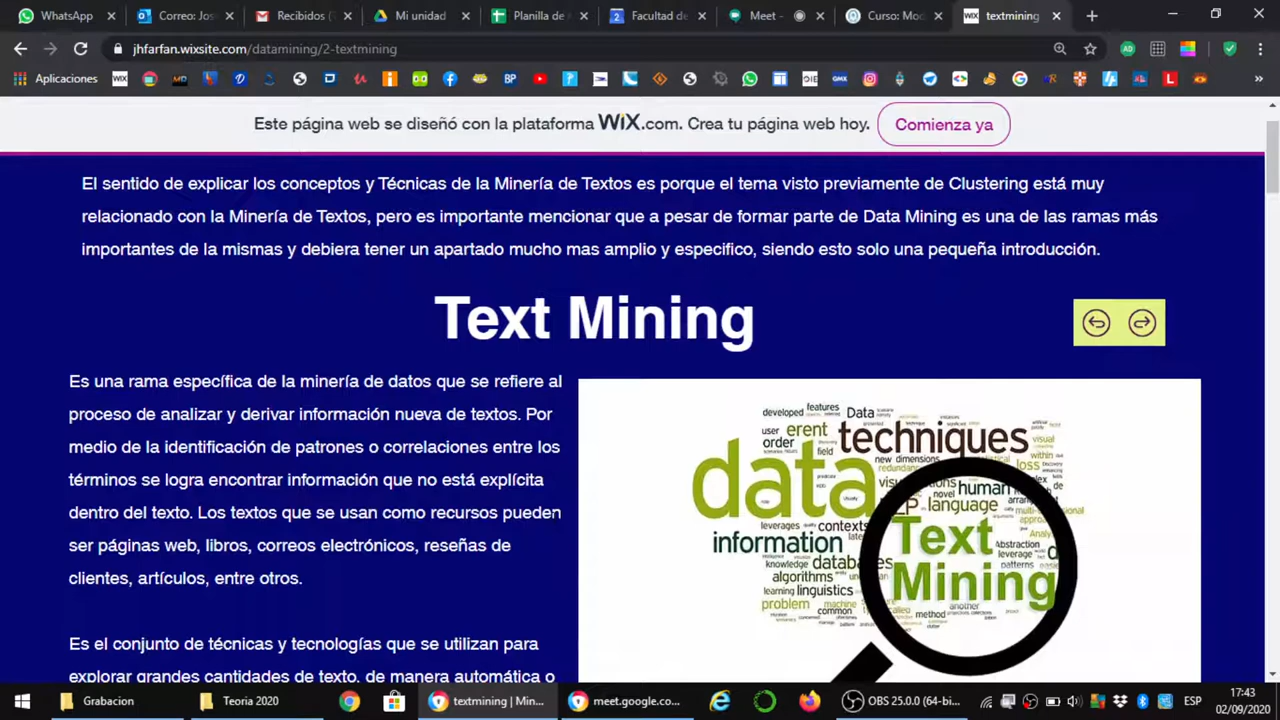 WhatsApp
Correo: Jos
Recibidos (
Mi unidad
Planilla de
Facultad de
Meet -
Curso: Mod
textmining
jhfarfan.wixsite.com/datamining/2-textmining
Aplicaciones
Este página web se diseñó con la plataforma WiX.com. Crea tu página web hoy.
Comienza ya
El sentido de explicar los conceptos y Técnicas de la Minería de Textos es porque el tema visto previamente de Clustering está muy
relacionado con la Minería de Textos, pero es importante mencionar que a pesar de formar parte de Data Mining es una de las ramas más
importantes de la mismas y debiera tener un apartado mucho mas amplio y especifico, siendo esto solo una pequeña introducción.
Text Mining
Es una rama específica de la minería de datos que se refiere al
proceso de analizar y derivar información nueva de textos. Por
medio de la identificación de patrones o correlaciones entre los
términos se logra encontrar información que no está explícita
dentro del texto. Los textos que se usan como recursos pueden
ser páginas web, libros, correos electrónicos, reseñas de
clientes, artículos, entre otros.
Es el conjunto de técnicas y tecnologías que se utilizan para
explorar grandes cantidades de texto, de manera automática o
developed features Data
user erent techniques
order field
data
new dimensions
visual
within
loss
human
novel
language
leverages contexts
information
Text
Abstraction
leverage
knowledge databases
patterns
algorithms
Mining
learning linguistics
problem machine
common
another
method
Grabacion
Teoria 2020
textmining | Min...
meet.google.co...
OBS 25.0.0 (64-bi...
ESP
17:43
02/09/2020